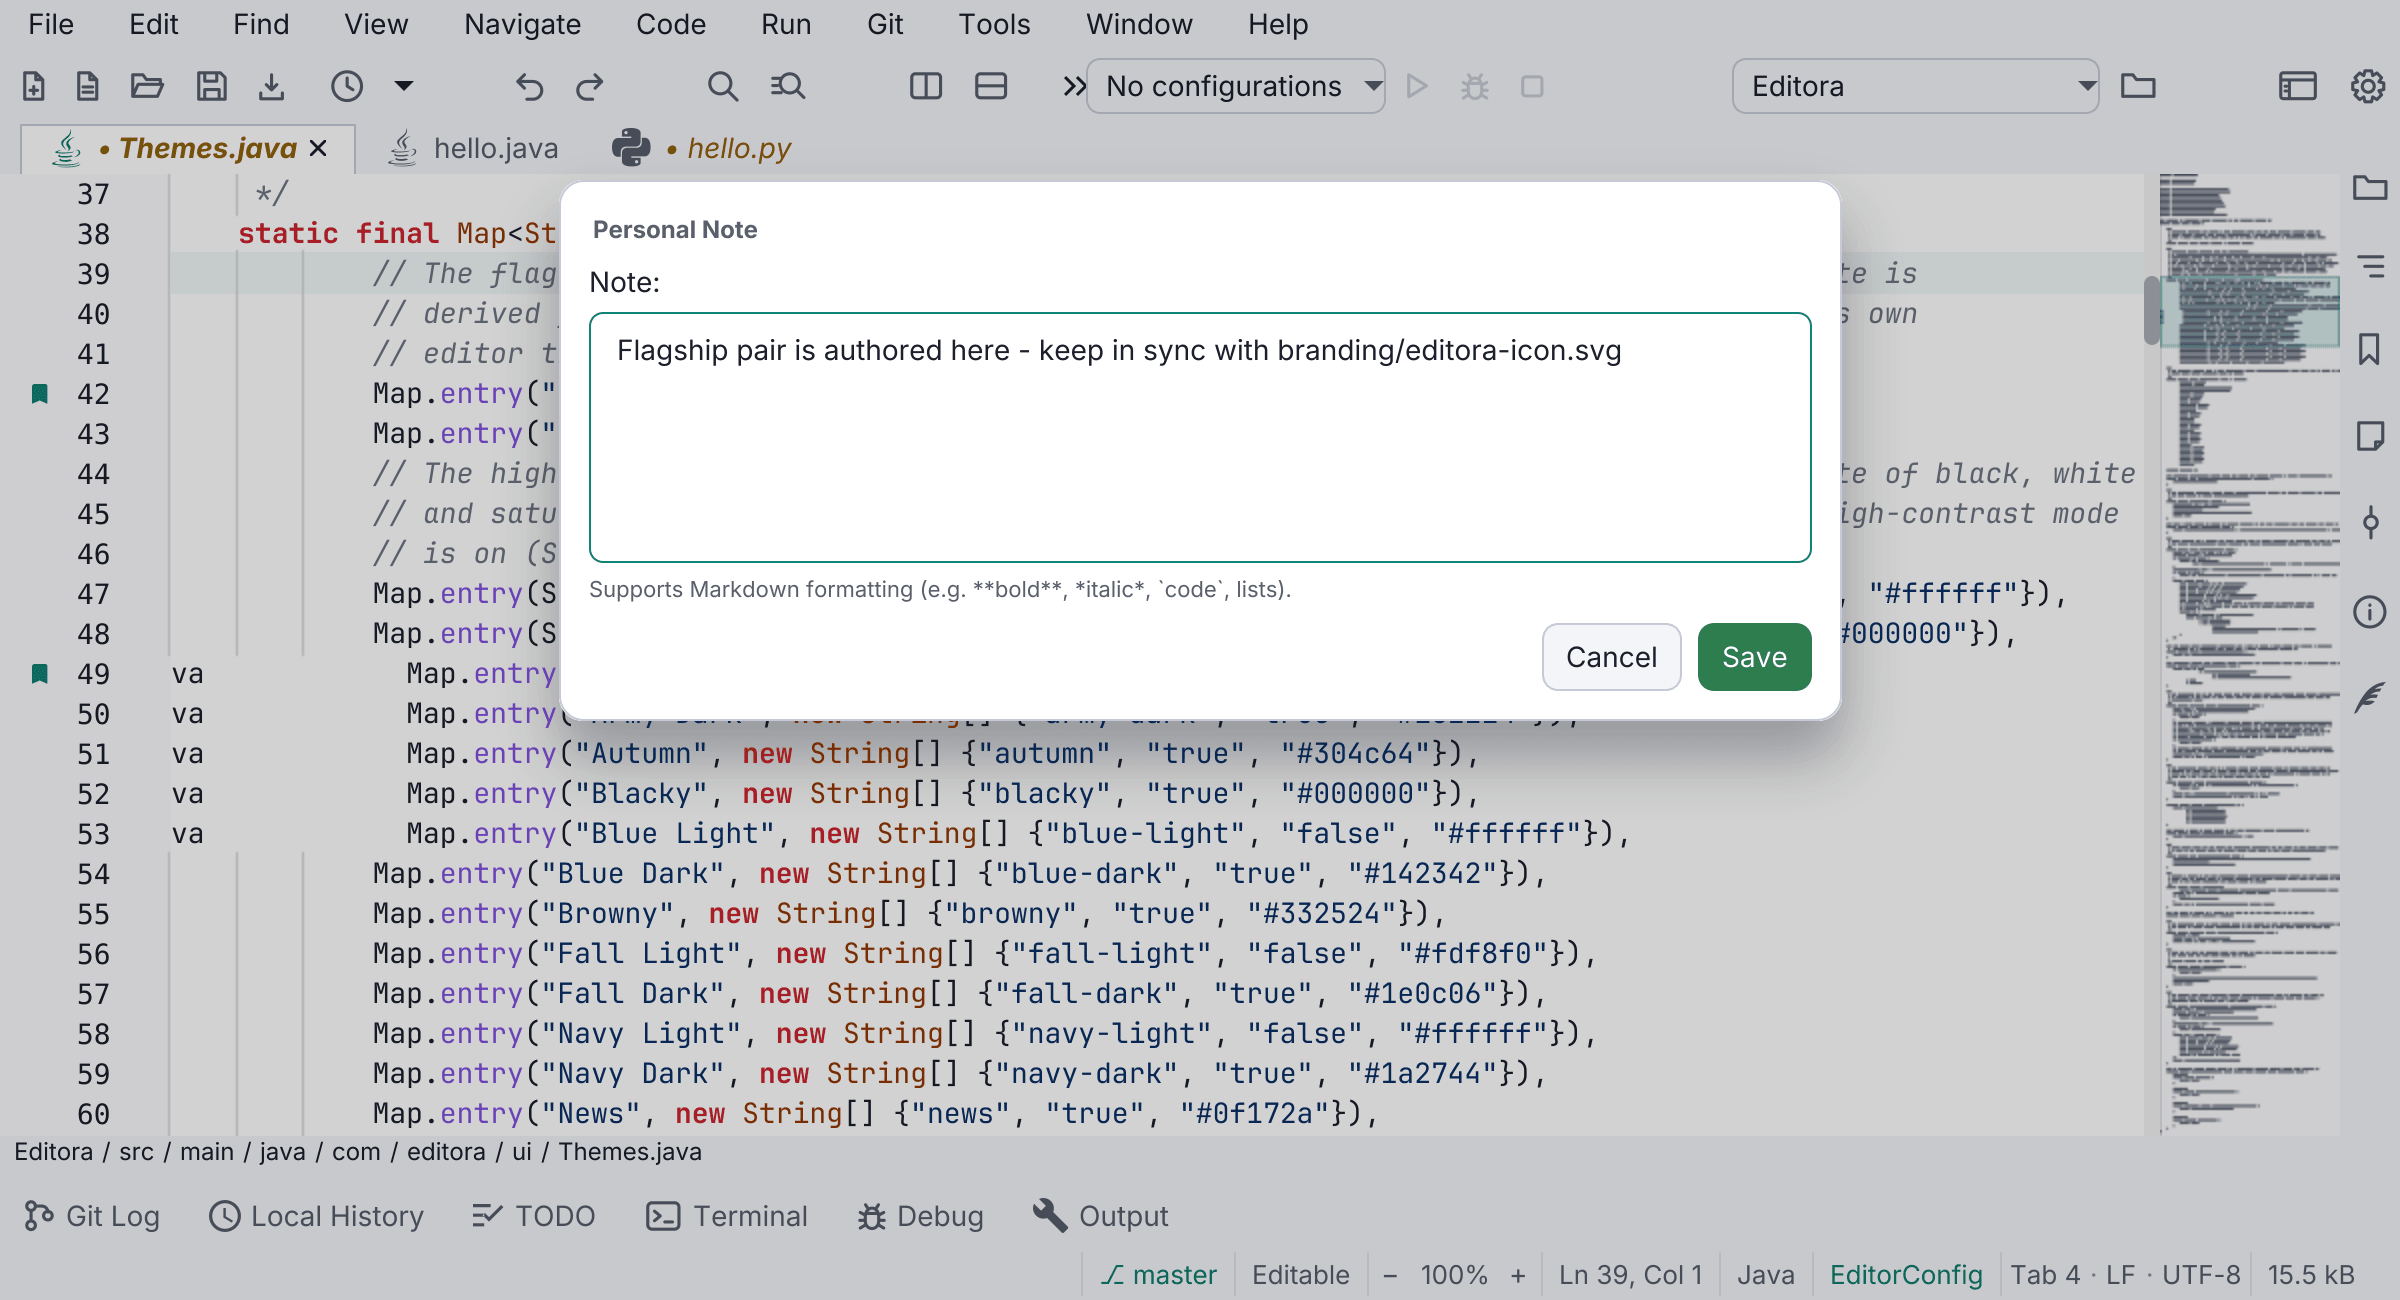 File Edit Find View Navigate Code Run Git Tools Window Help
No configurations Editora
• Themes.java hello.java • hello.py
37 */
38 static final Map<St
39 // The flag te is
40 // derived s own
41 // editor t
42 Map.entry("
43 Map.entry("
44 // The high te of black, white
45 // and satu igh-contrast mode
46 // is on (S
47 Map.entry(S , "#ffffff"}),
48 Map.entry(S #000000"}),
49 va Map.entry
50 va Map.entry
51 va Map.entry("Autumn", new String[] {"autumn", "true", "#304c64"}),
52 va Map.entry("Blacky", new String[] {"blacky", "true", "#000000"}),
53 va Map.entry("Blue Light", new String[] {"blue-light", "false", "#ffffff"}),
54 Map.entry("Blue Dark", new String[] {"blue-dark", "true", "#142342"}),
55 Map.entry("Browny", new String[] {"browny", "true", "#332524"}),
56 Map.entry("Fall Light", new String[] {"fall-light", "false", "#fdf8f0"}),
57 Map.entry("Fall Dark", new String[] {"fall-dark", "true", "#1e0c06"}),
58 Map.entry("Navy Light", new String[] {"navy-light", "false", "#ffffff"}),
59 Map.entry("Navy Dark", new String[] {"navy-dark", "true", "#1a2744"}),
60 Map.entry("News", new String[] {"news", "true", "#0f172a"}),
Personal Note
Note:
Flagship pair is authored here - keep in sync with branding/editora-icon.svg
Supports Markdown formatting (e.g. **bold**, *italic*, `code`, lists).
Cancel Save
Editora / src / main / java / com / editora / ui / Themes.java
Git Log Local History TODO Terminal Debug Output
master Editable − 100% + Ln 39, Col 1 Java EditorConfig Tab 4 · LF · UTF-8 15.5 kB